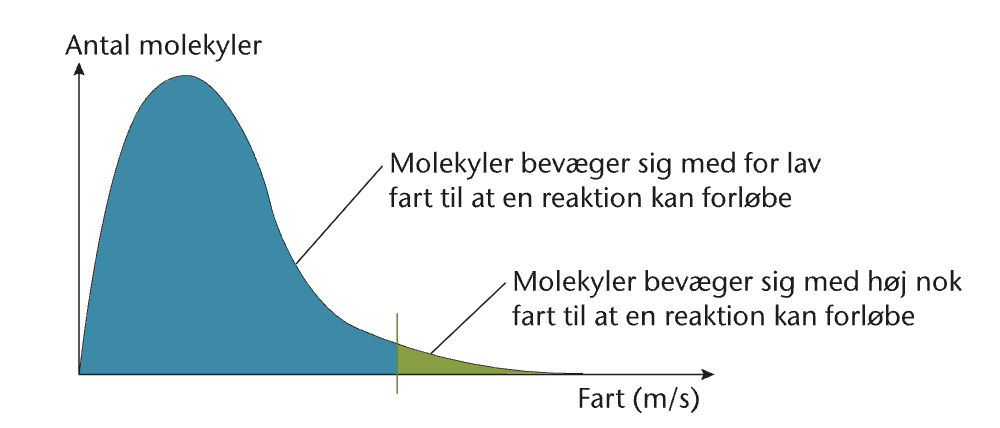 Antal molekyler
Molekyler bevæger sig med for lav
fart til at en reaktion kan forløbe
Molekyler bevæger sig med høj nok
fart til at en reaktion kan forløbe
Fart (m/s)